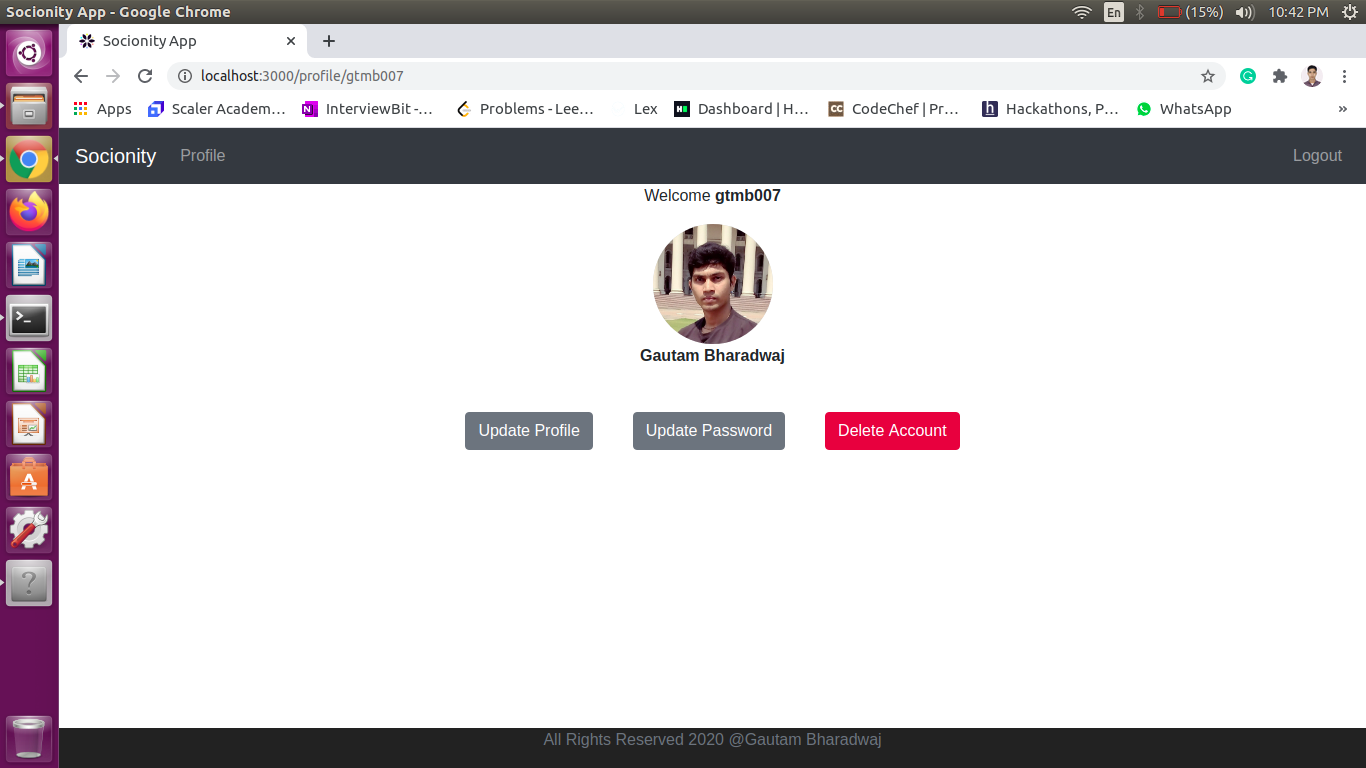 Socionity App - Google Chrome
En
(15%)
10:42 PM
Socionity App
localhost:3000/profile/gtmb007
Apps
Scaler Academ...
InterviewBit -...
Problems - Lee...
Lex
Dashboard | H...
CC
CodeChef | Pr...
h
Hackathons, P...
WhatsApp
»
Socionity
Profile
Logout
Welcome gtmb007
Gautam Bharadwaj
Update Profile
Update Password
Delete Account
All Rights Reserved 2020 @Gautam Bharadwaj